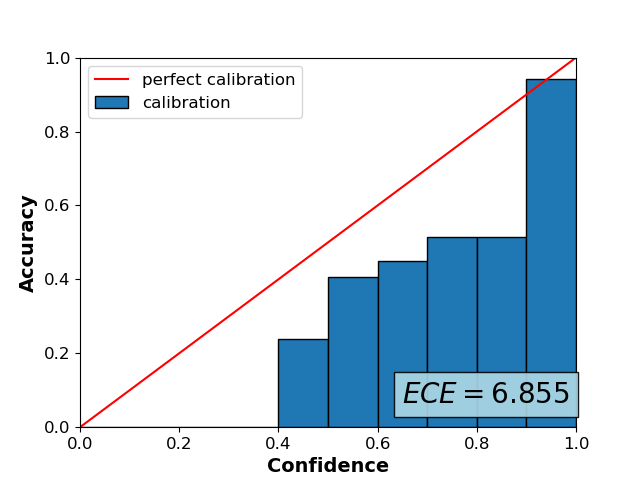 perfect calibration
calibration
1.0
0.8
0.6
0.4
0.2
0.0
Accuracy
ECE = 6.855
0.0 0.2 0.4 0.6 0.8 1.0
Confidence